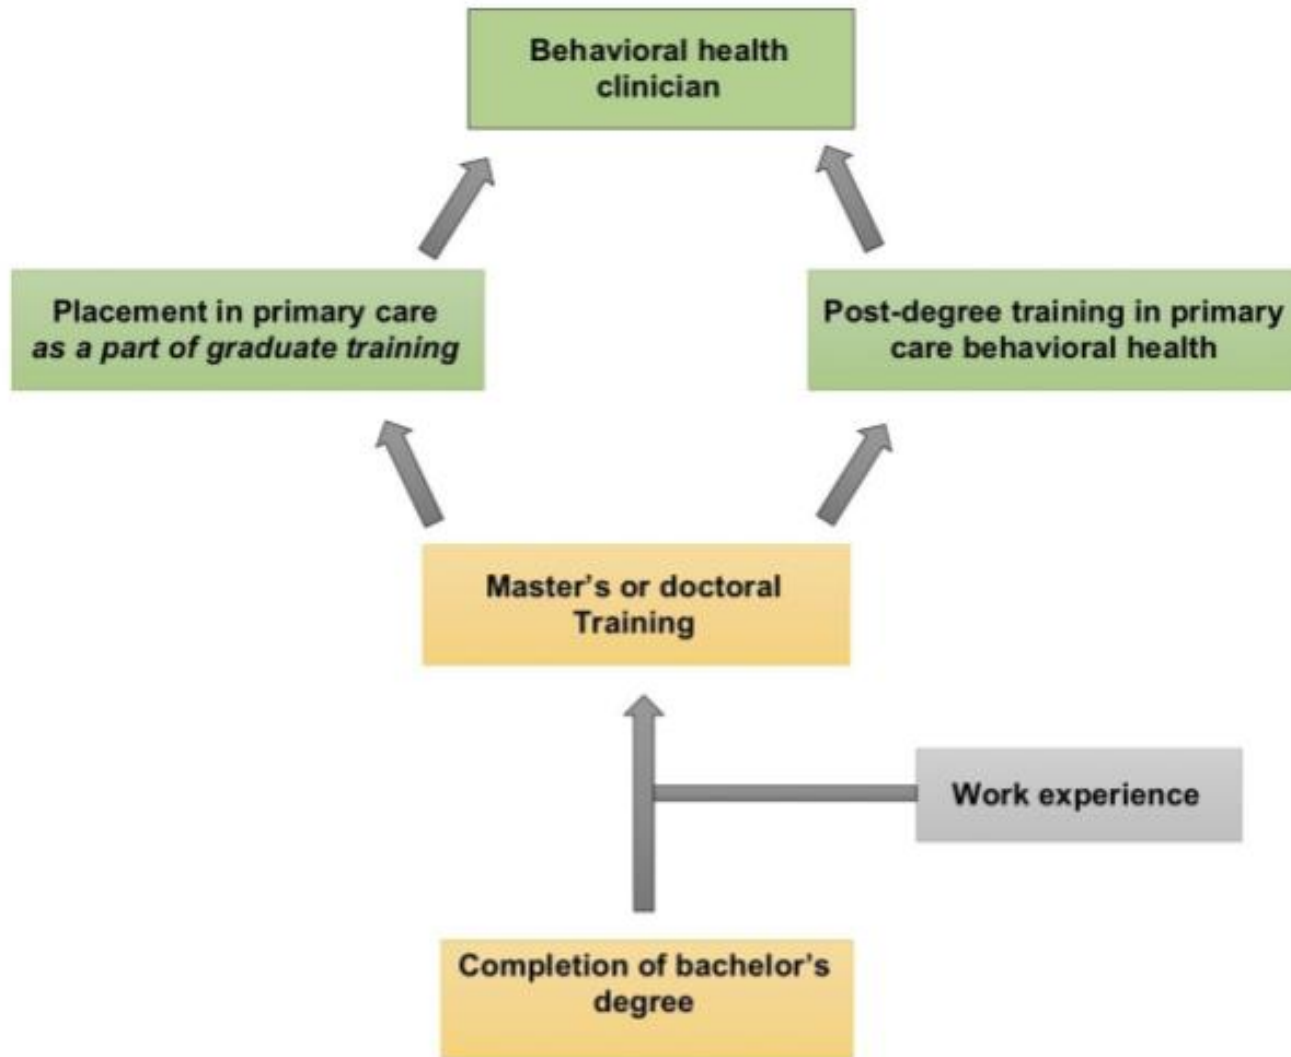 Behavioral health
clinician
Placement in primary care
as a part of graduate training
Post-degree training in primary
care behavioral health
Master’s or doctoral
Training
Work experience
Completion of bachelor’s
degree